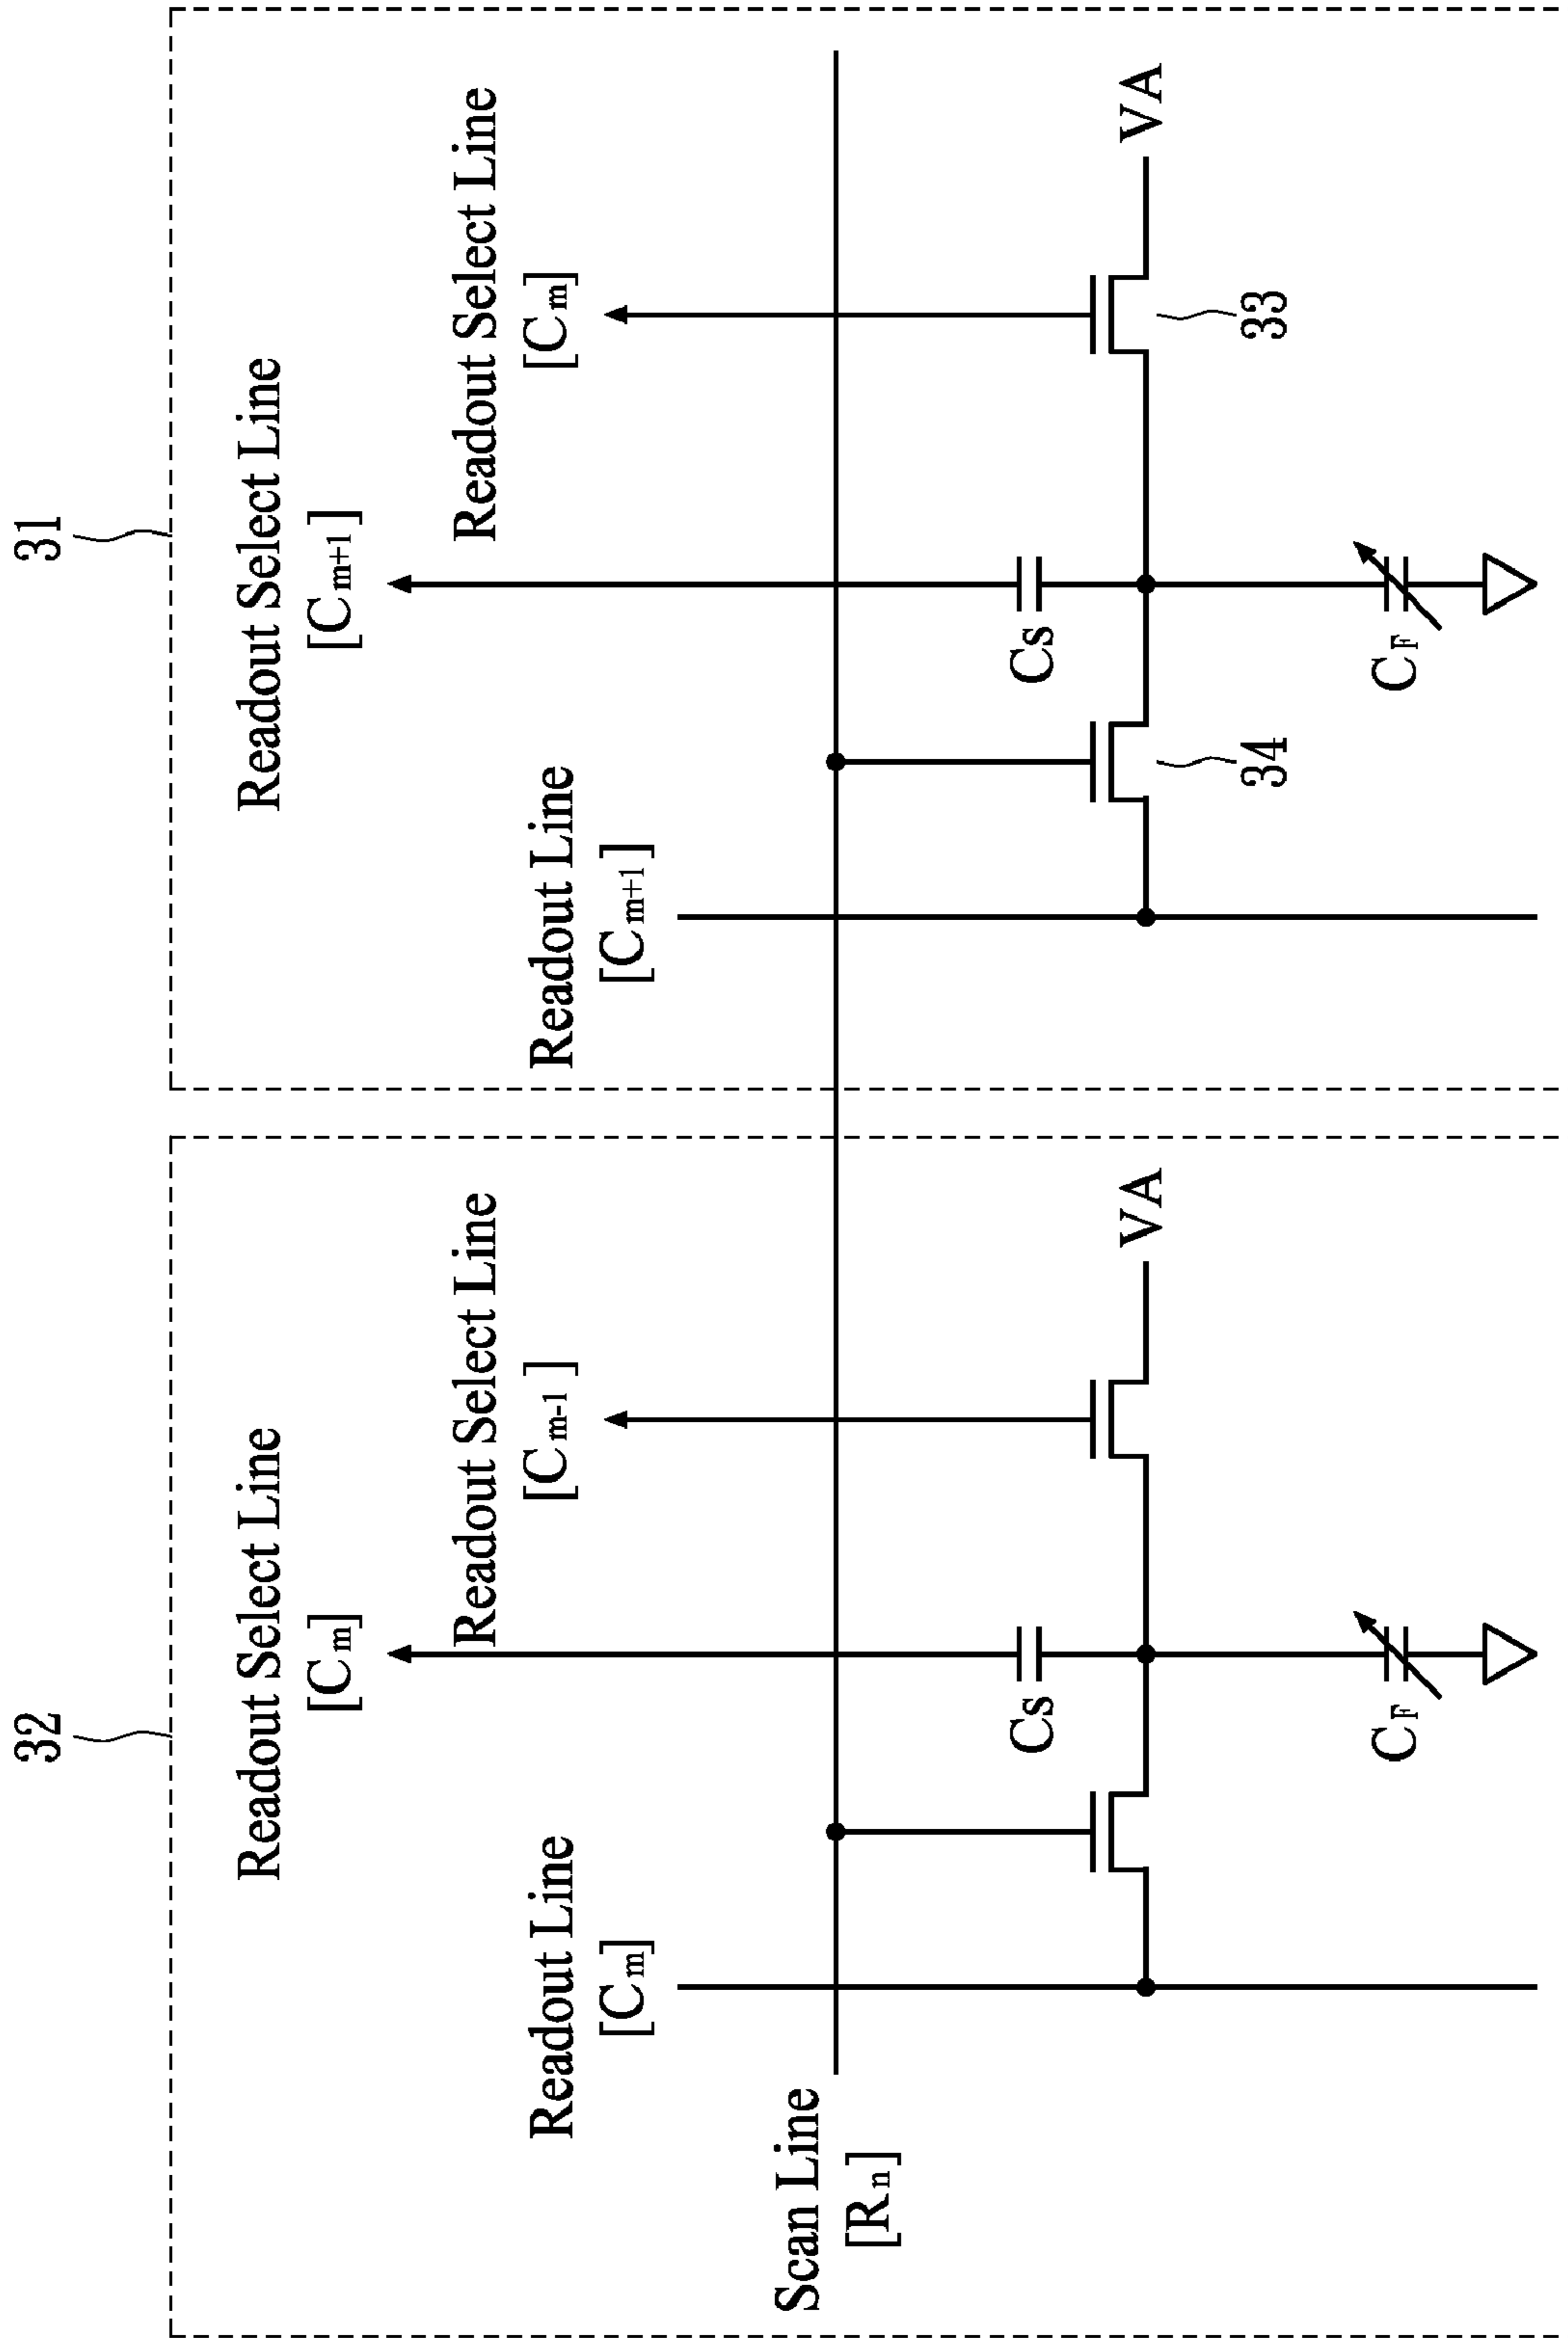 32
31
Readout Select Line
[Cm]
Readout Select Line
[Cm+1]
Readout Select Line
[Cm-1]
Readout Select Line
[Cm]
Readout Line
[Cm]
Readout Line
[Cm+1]
Scan Line
[Rn]
Cs
VA
Cs
VA
34
33
CF
CF